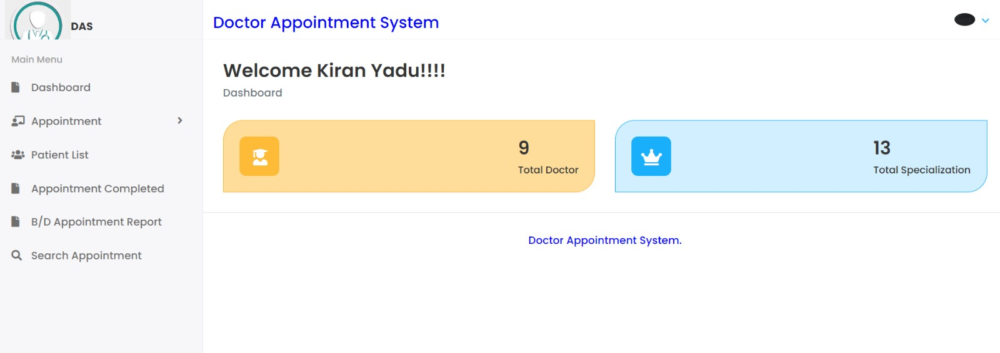 DAS
Doctor Appointment System
Main Menu
Dashboard
Appointment
Patient List
Appointment Completed
B/D Appointment Report
Search Appointment
Welcome Kiran Yadu!!!!
Dashboard
9
Total Doctor
13
Total Specialization
Doctor Appointment System.